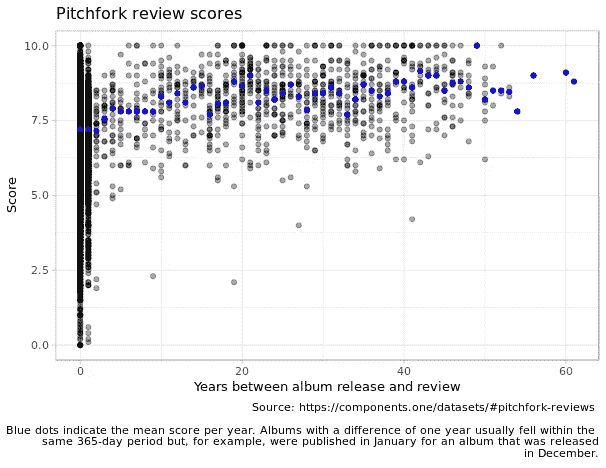 Pitchfork review scores
10.0
7.5
5.0
2.5
0.0
Score
0
20
40
60
Years between album release and review
Source: https://components.one/datasets/#pitchfork-reviews
Blue dots indicate the mean score per year. Albums with a difference of one year usually fell within the
same 365-day period but, for example, were published in January for an album that was released
in December.